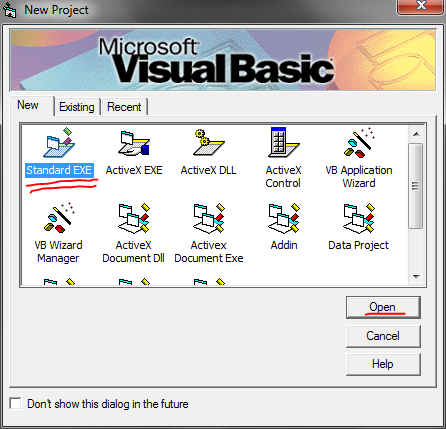 New Project
Microsoft
Visual Basic
New Existing Recent
Standard EXE ActiveX EXE ActiveX DLL ActiveX Control VB Application Wizard
VB Wizard Manager ActiveX Document Dll Activex Document Exe Addin Data Project
Open
Cancel
Help
Don't show this dialog in the future